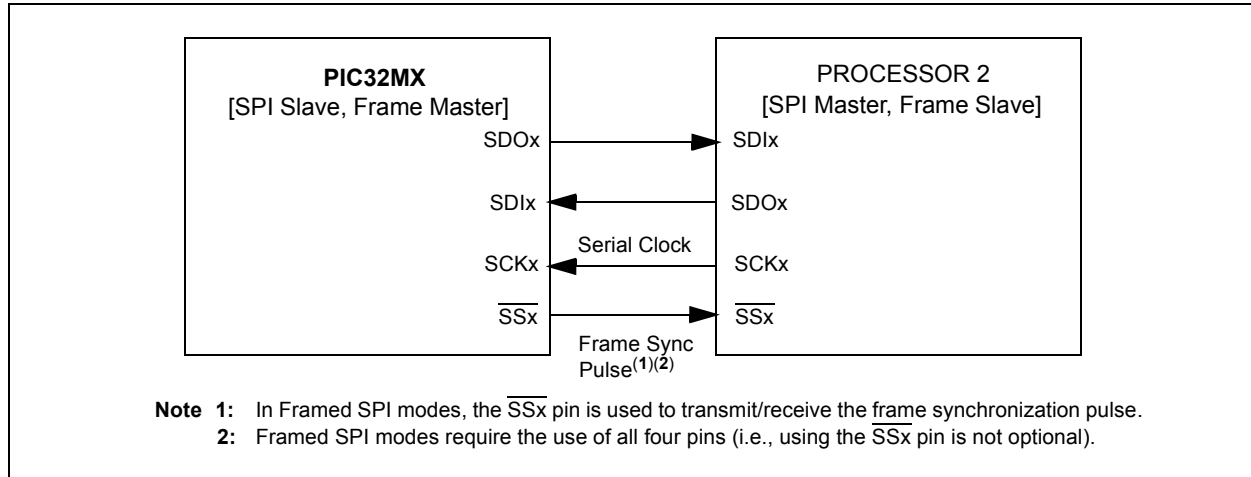 PIC32MX
[SPI Slave, Frame Master]
SDOx
SDIx
SCKx
SSx
PROCESSOR 2
[SPI Master, Frame Slave]
SDIx
SDOx
SCKx
SSx
Serial Clock
Frame Sync
Pulse(1)(2)
Note 1: In Framed SPI modes, the SSx pin is used to transmit/receive the frame synchronization pulse.
2: Framed SPI modes require the use of all four pins (i.e., using the SSx pin is not optional).